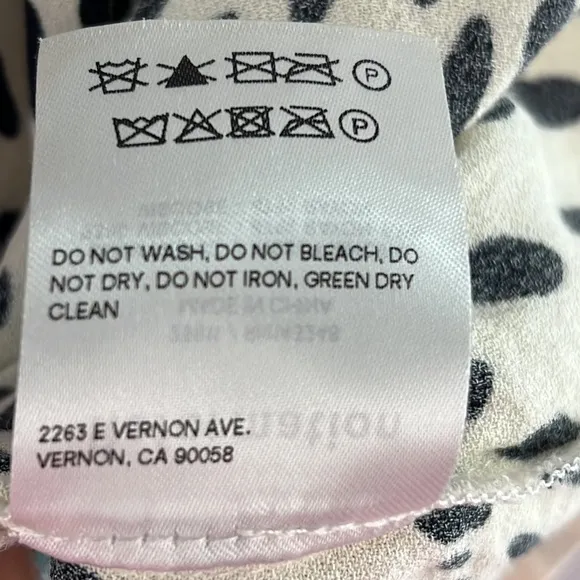 P
P
DO NOT WASH, DO NOT BLEACH, DO
NOT DRY, DO NOT IRON, GREEN DRY
CLEAN
2263 E VERNON AVE.
VERNON, CA 90058